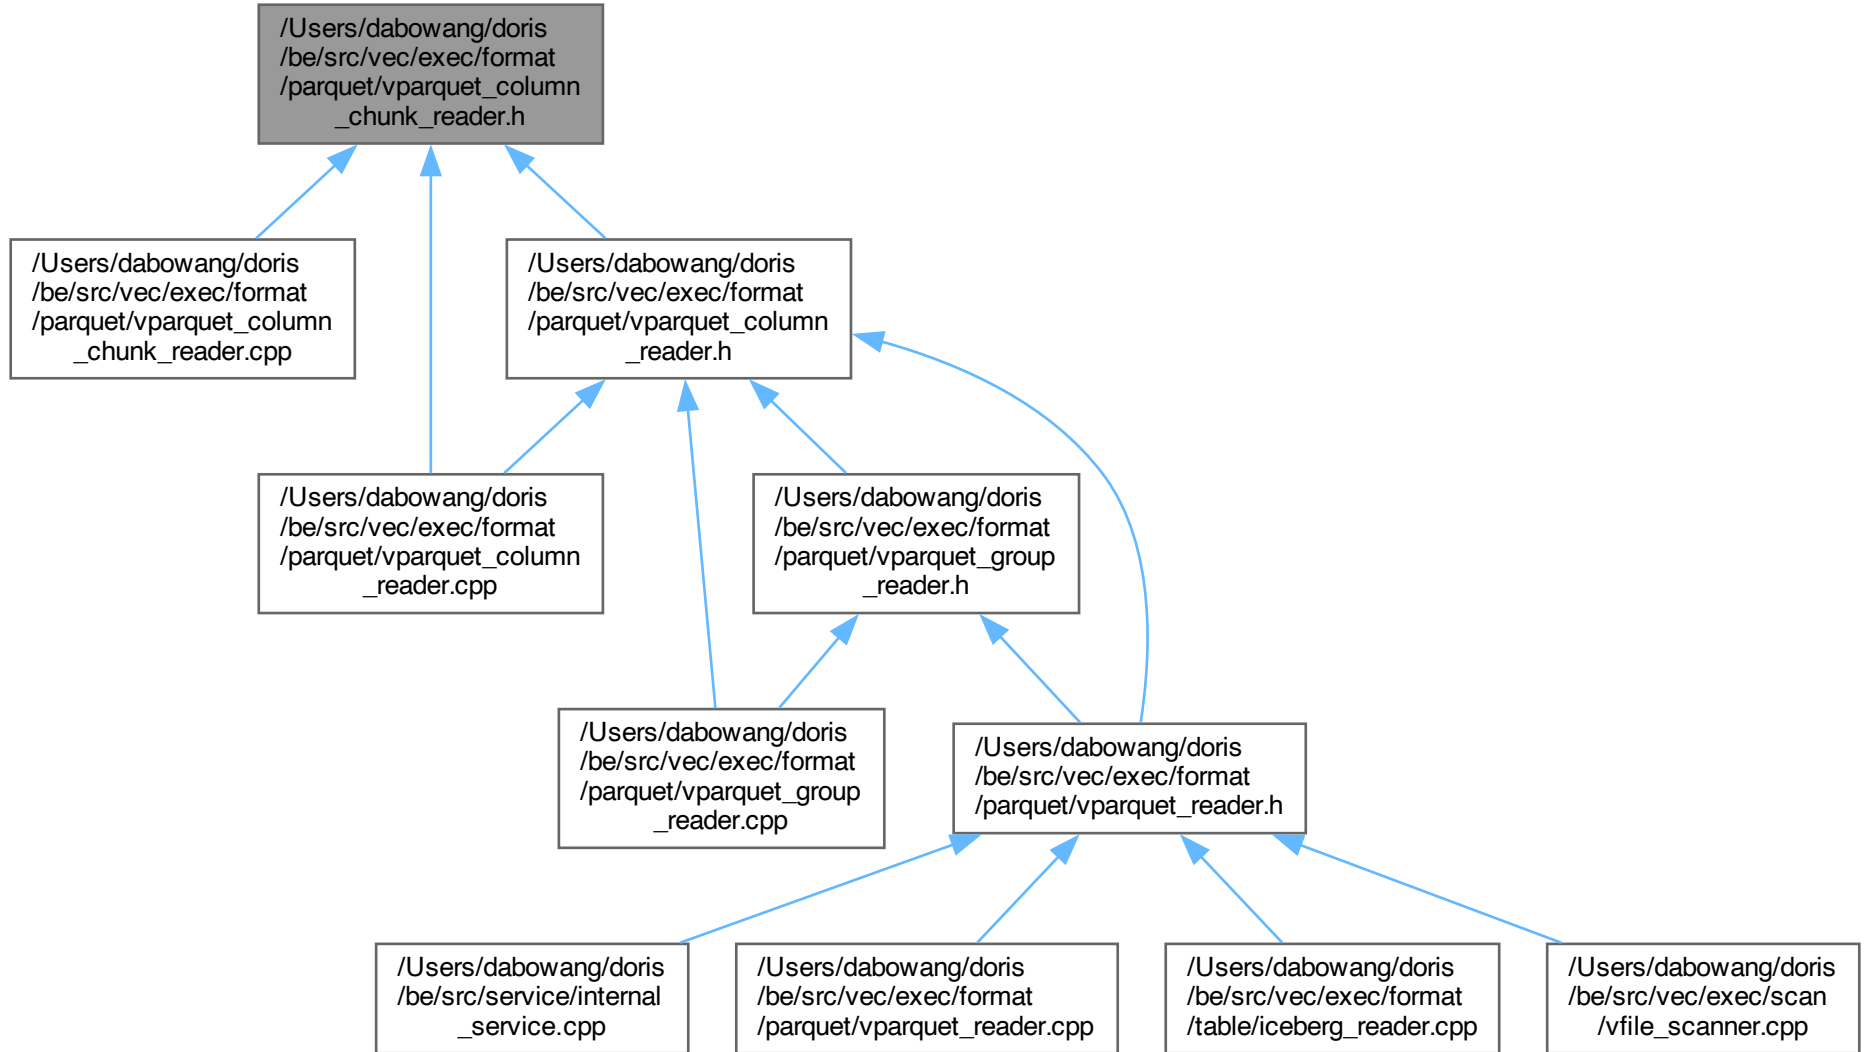 /Users/dabowang/doris
/be/src/vec/exec/format
/parquet/vparquet_column
_chunk_reader.h
/Users/dabowang/doris
/be/src/vec/exec/format
/parquet/vparquet_column
_chunk_reader.cpp
/Users/dabowang/doris
/be/src/vec/exec/format
/parquet/vparquet_column
_reader.h
/Users/dabowang/doris
/be/src/vec/exec/format
/parquet/vparquet_column
_reader.cpp
/Users/dabowang/doris
/be/src/vec/exec/format
/parquet/vparquet_group
_reader.h
/Users/dabowang/doris
/be/src/vec/exec/format
/parquet/vparquet_group
_reader.cpp
/Users/dabowang/doris
/be/src/vec/exec/format
/parquet/vparquet_reader.h
/Users/dabowang/doris
/be/src/service/internal
_service.cpp
/Users/dabowang/doris
/be/src/vec/exec/format
/parquet/vparquet_reader.cpp
/Users/dabowang/doris
/be/src/vec/exec/format
/table/iceberg_reader.cpp
/Users/dabowang/doris
/be/src/vec/exec/scan
/vfile_scanner.cpp